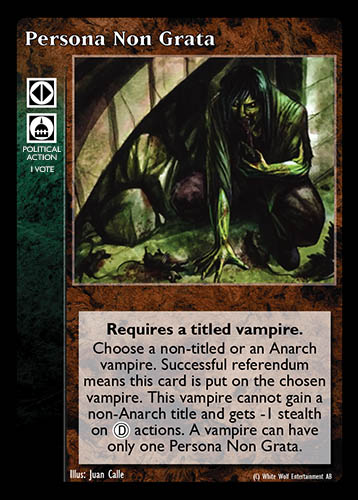 Persona Non Grata
POLITICAL
ACTION
1 VOTE
Requires a titled vampire.
Choose a non-titled or an Anarch
vampire. Successful referendum
means this card is put on the chosen
vampire. This vampire cannot gain a
non-Anarch title and gets -1 stealth
on Ⓓ actions. A vampire can have
only one Persona Non Grata.
Illus: Juan Calle
(C) White Wolf Entertainment AB